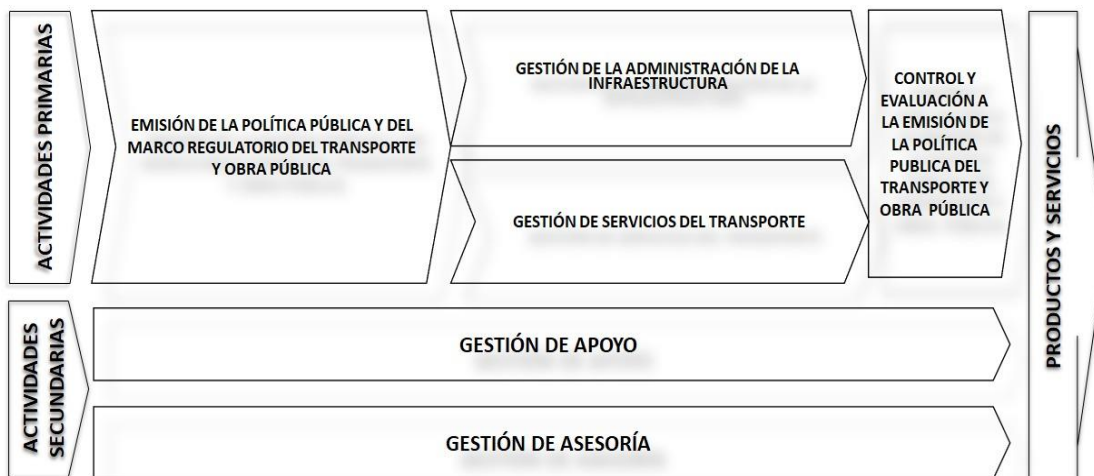 ACTIVIDADES PRIMARIAS
EMISIÓN DE LA POLÍTICA PÚBLICA Y DEL
MARCO REGULATORIO DEL TRANSPORTE
Y OBRA PÚBLICA
GESTIÓN DE LA ADMINISTRACIÓN DE LA
INFRAESTRUCTURA
GESTIÓN DE SERVICIOS DEL TRANSPORTE
CONTROL Y
EVALUACIÓN A
LA EMISIÓN DE
LA POLÍTICA
PUBLICA DEL
TRANSPORTE Y
OBRA PÚBLICA
ACTIVIDADES
SECUNDARIAS
GESTIÓN DE APOYO
GESTIÓN DE ASESORÍA
PRODUCTOS Y SERVICIOS